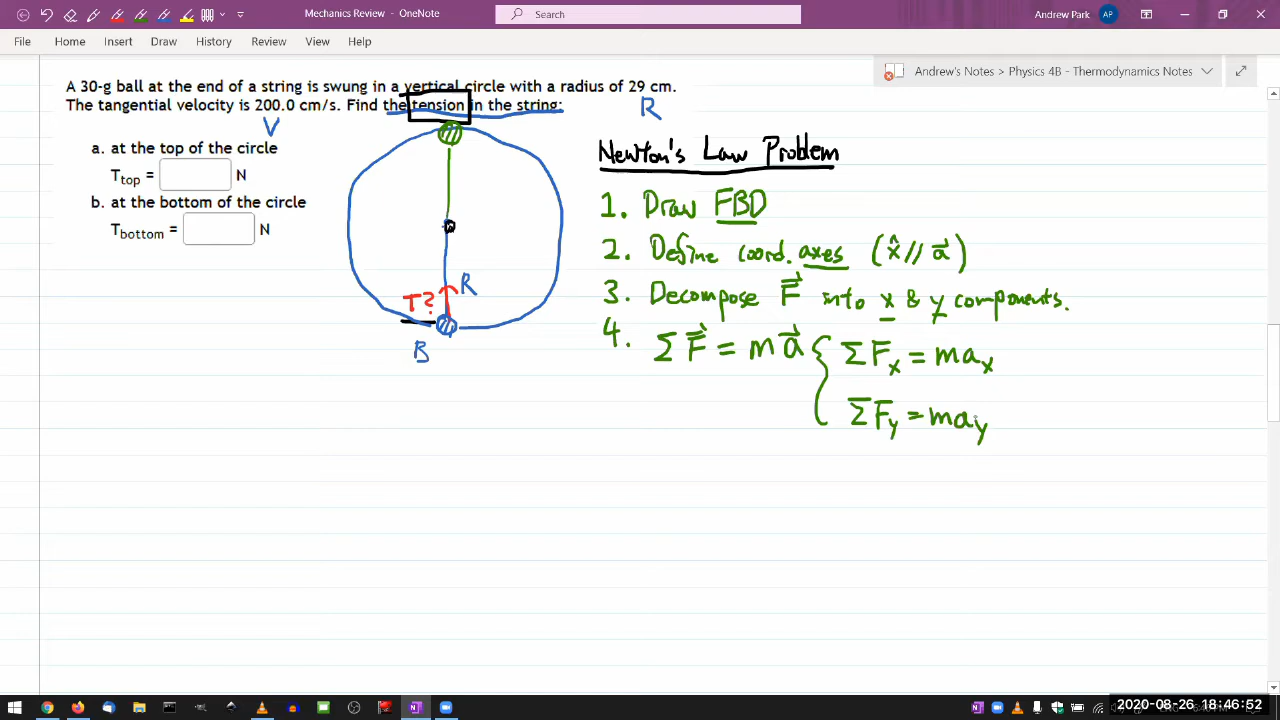 Mechanics Review - OneNote
Search
Andrew Park
AP
File Home Insert Draw History Review View Help
Andrew's Notes > Physics 4B - Thermodynamics Notes
A 30-g ball at the end of a string is swung in a vertical circle with a radius of 29 cm.
The tangential velocity is 200.0 cm/s. Find the tension in the string:
R
V
a. at the top of the circle
Ttop = N
b. at the bottom of the circle
Tbottom = N
T?
R
B
Newton's Law Problem
1. Draw FBD
2. Define coord. axes (x̂ // a⃗)
3. Decompose F⃗ into x & y components.
4. ΣF⃗ = ma⃗ { ΣFx = max
ΣFy = may
2020-08-26 18:46:52